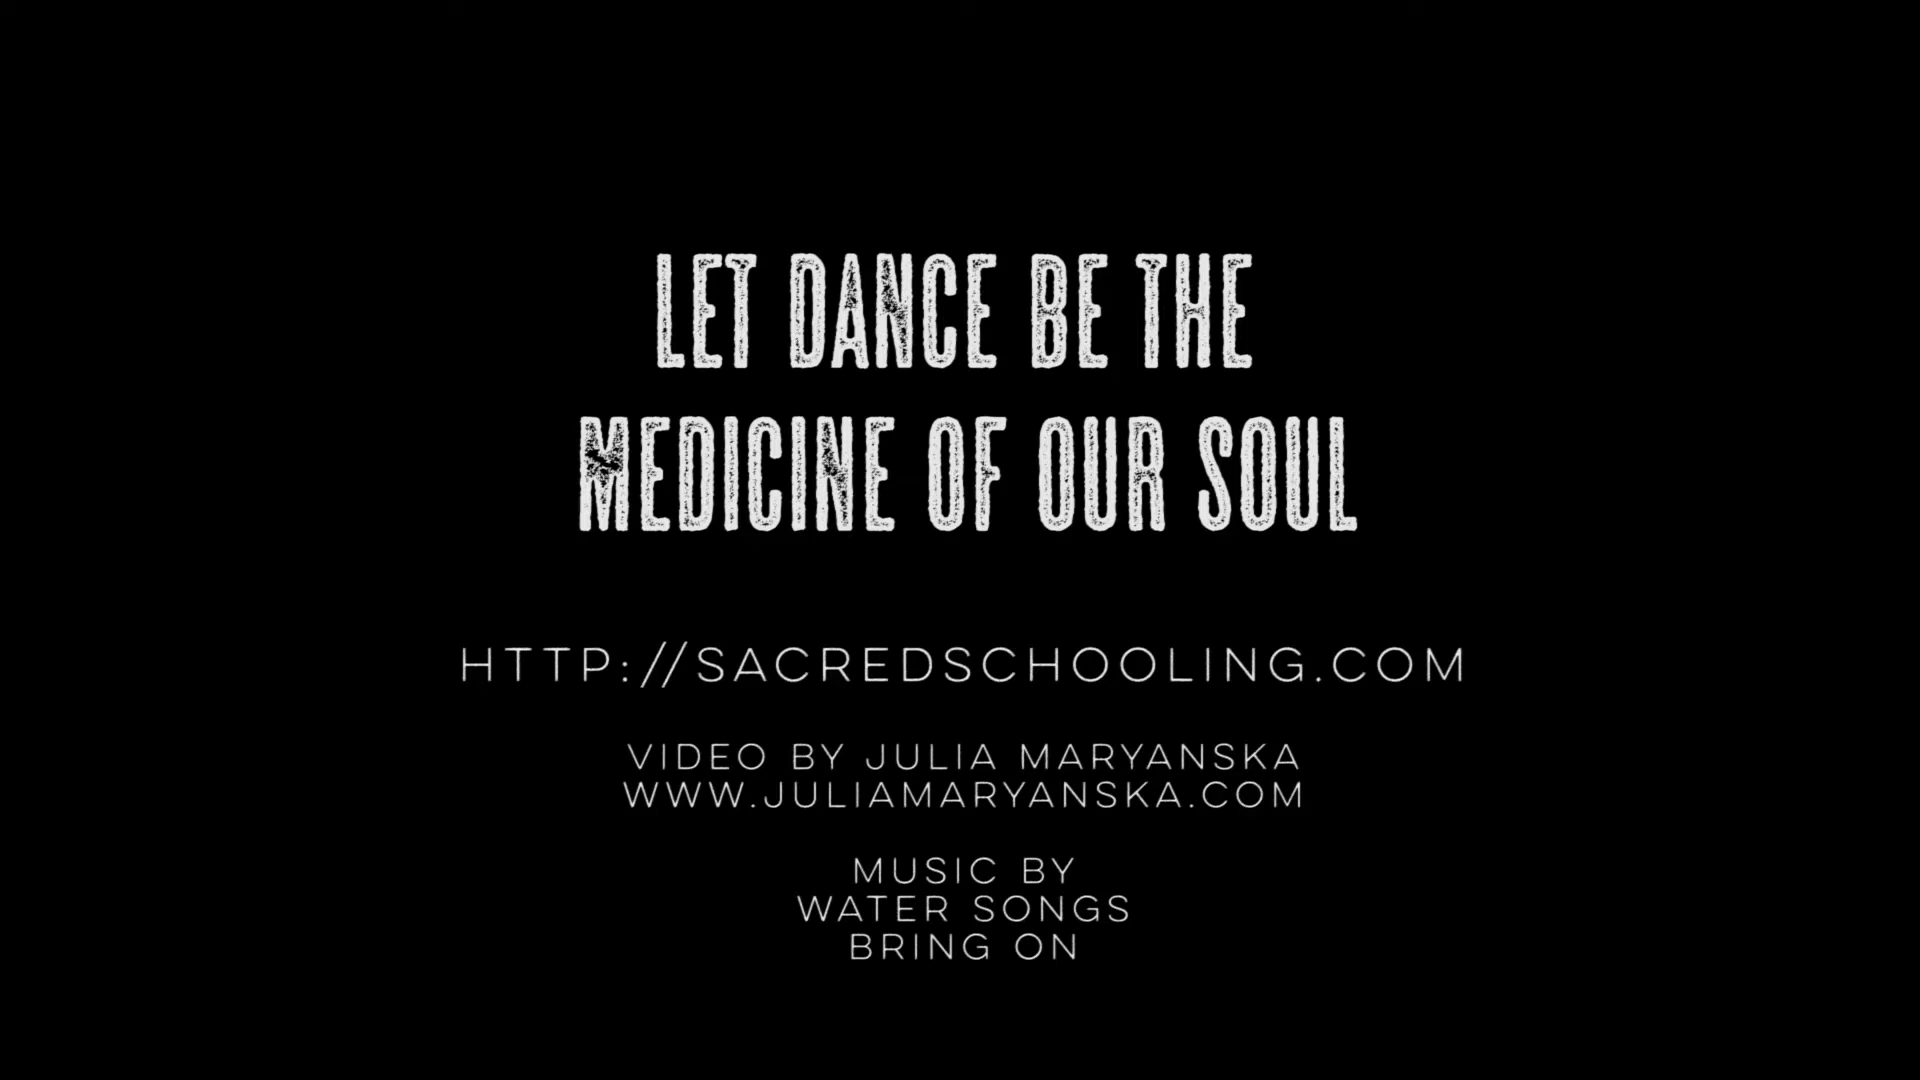 LET DANCE BE THE
MEDICINE OF OUR SOUL
HTTP://SACREDSCHOOLING.COM
VIDEO BY JULIA MARYANSKA
WWW.JULIAMARYANSKA.COM
MUSIC BY
WATER SONGS
BRING ON